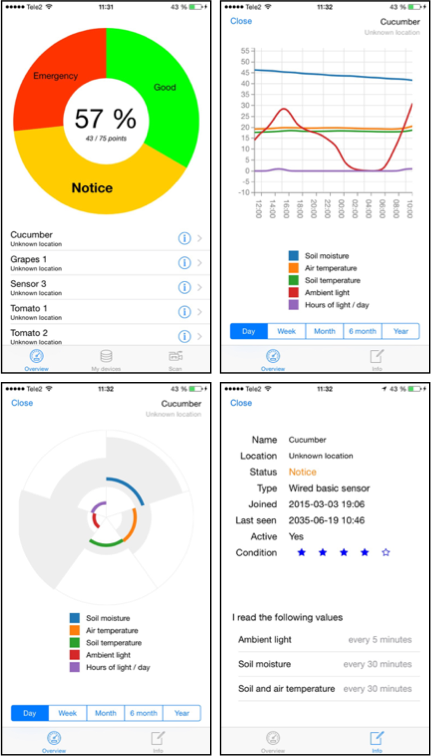 Tele2 11:31 43 %
Emergency
Good
57 %
43 / 75 points
Notice
Cucumber
Unknown location
Grapes 1
Unknown location
Sensor 3
Unknown location
Tomato 1
Unknown location
Tomato 2
Unknown location
Overview My devices Scan
Tele2 11:32 43 %
Close Cucumber
Unknown location
55
50
45
40
35
30
25
20
15
10
5
0
-5
-10
12:00 14:00 16:00 18:00 20:00 22:00 00:00 02:00 04:00 06:00 08:00 10:00
Soil moisture
Air temperature
Soil temperature
Ambient light
Hours of light / day
Day Week Month 6 month Year
Overview Info
Tele2 11:32 43 %
Close Cucumber
Unknown location
Soil moisture
Air temperature
Soil temperature
Ambient light
Hours of light / day
Day Week Month 6 month Year
Overview Info
Tele2 11:32 43 %
Close
Name Cucumber
Location Unknown location
Status Notice
Type Wired basic sensor
Joined 2015-03-03 19:06
Last seen 2035-06-19 10:46
Active Yes
Condition
I read the following values
Ambient light every 5 minutes
Soil moisture every 30 minutes
Soil and air temperature every 30 minutes
Overview Info